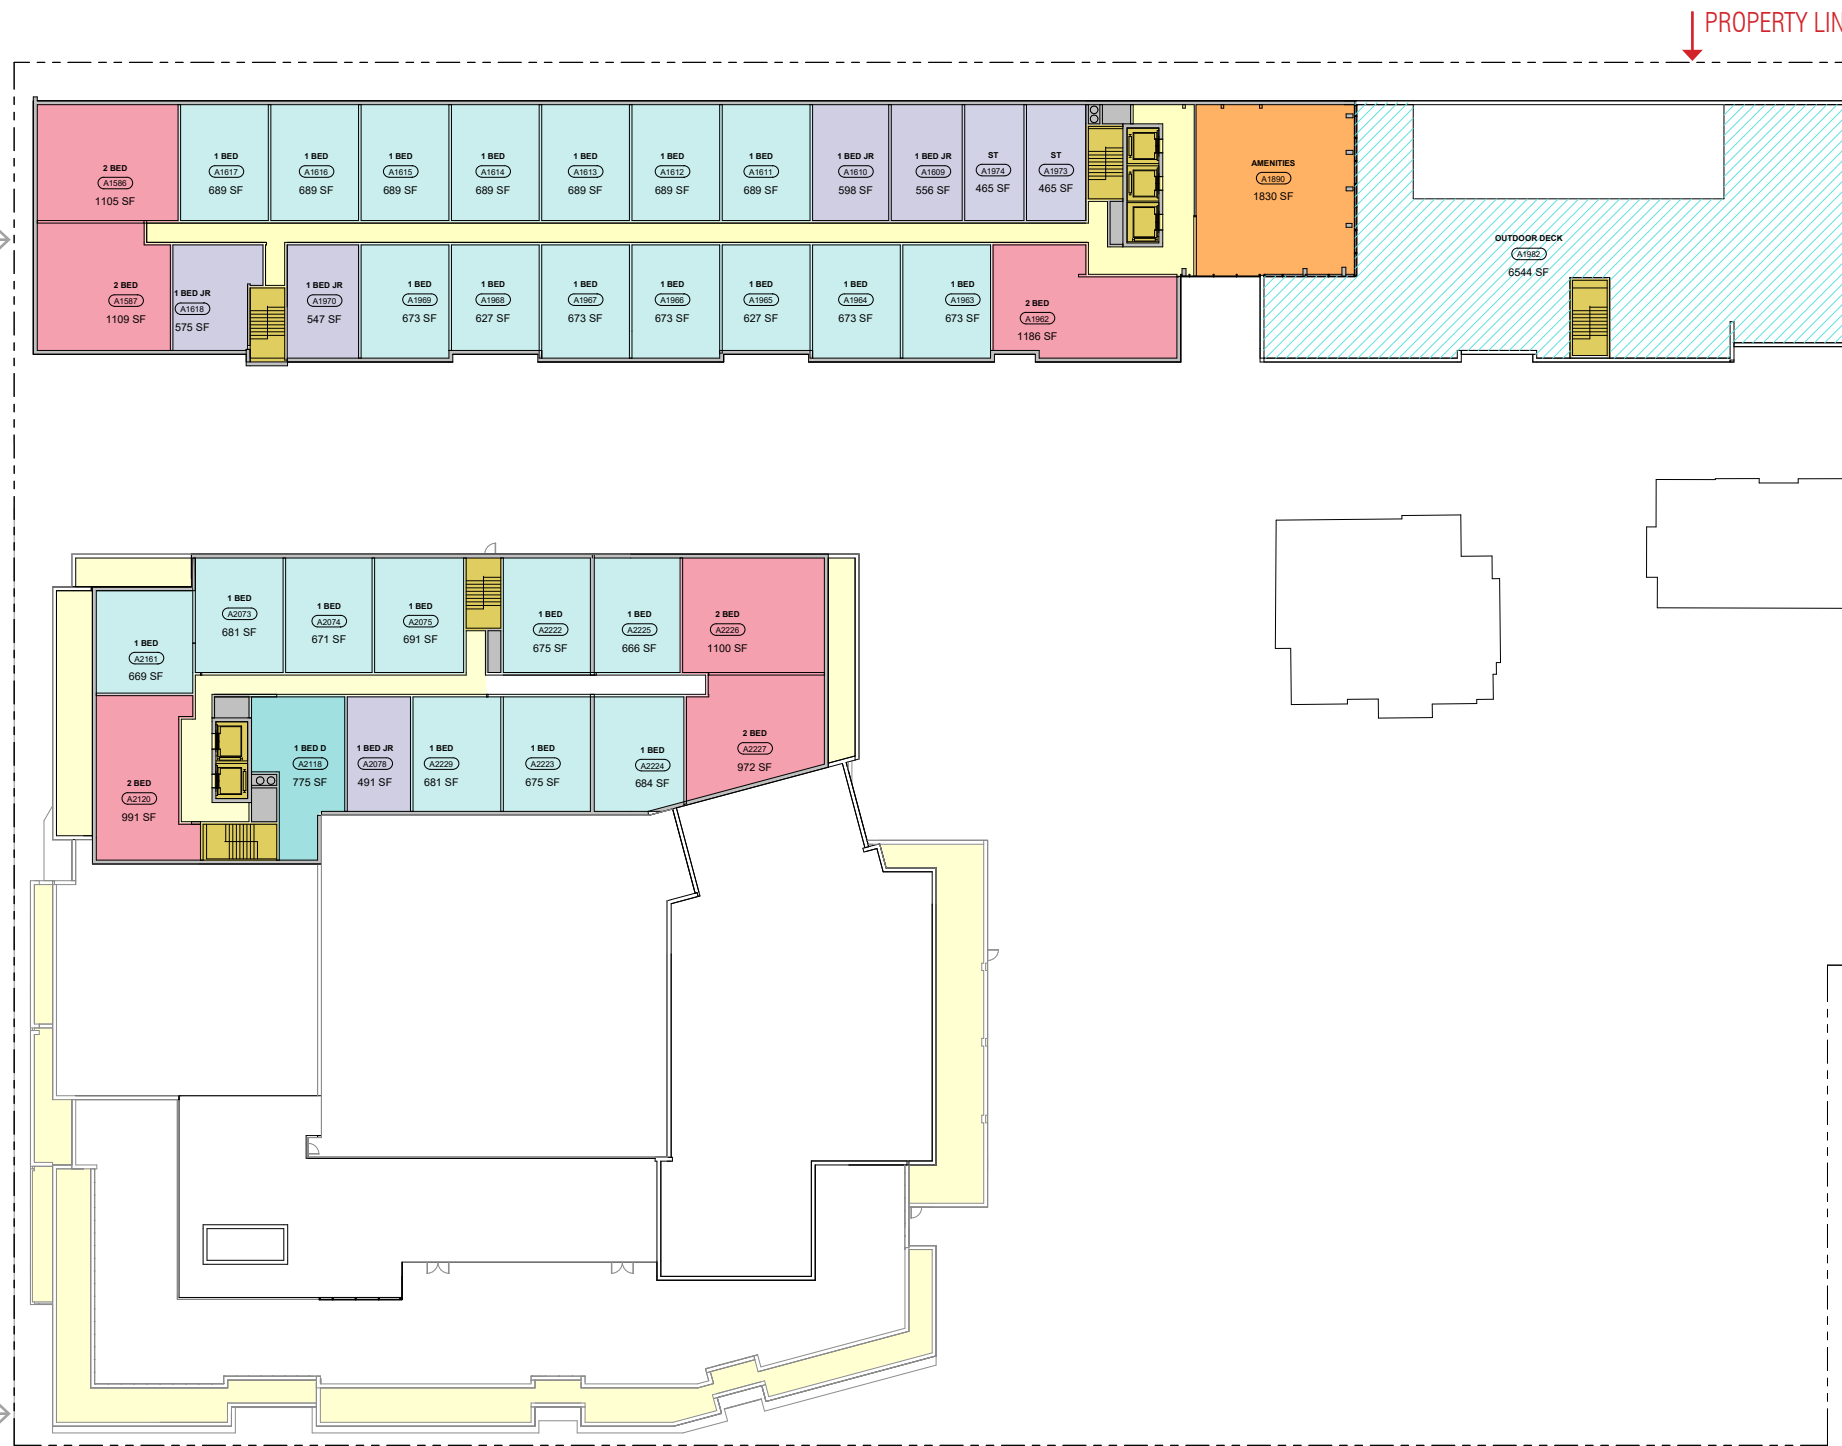 PROPERTY LIN
2 BED
A1586
1105 SF
1 BED
A1617
689 SF
1 BED
A1616
689 SF
1 BED
A1615
689 SF
1 BED
A1614
689 SF
1 BED
A1613
689 SF
1 BED
A1612
689 SF
1 BED
A1611
689 SF
1 BED JR
A1610
598 SF
1 BED JR
A1609
556 SF
ST
A1974
465 SF
ST
A1973
465 SF
AMENITIES
A1890
1830 SF
OUTDOOR DECK
A1982
6544 SF
2 BED
A1587
1109 SF
1 BED JR
A1618
575 SF
1 BED JR
A1970
547 SF
1 BED
A1969
673 SF
1 BED
A1968
627 SF
1 BED
A1967
673 SF
1 BED
A1966
673 SF
1 BED
A1965
627 SF
1 BED
A1964
673 SF
1 BED
A1963
673 SF
2 BED
A1962
1186 SF
1 BED
A2161
669 SF
1 BED
A2073
681 SF
1 BED
A2074
671 SF
1 BED
A2075
691 SF
1 BED
A2222
675 SF
1 BED
A2225
666 SF
2 BED
A2226
1100 SF
2 BED
A2120
991 SF
1 BED D
A2118
775 SF
1 BED JR
A2078
491 SF
1 BED
A2229
681 SF
1 BED
A2223
675 SF
1 BED
A2224
684 SF
2 BED
A2227
972 SF